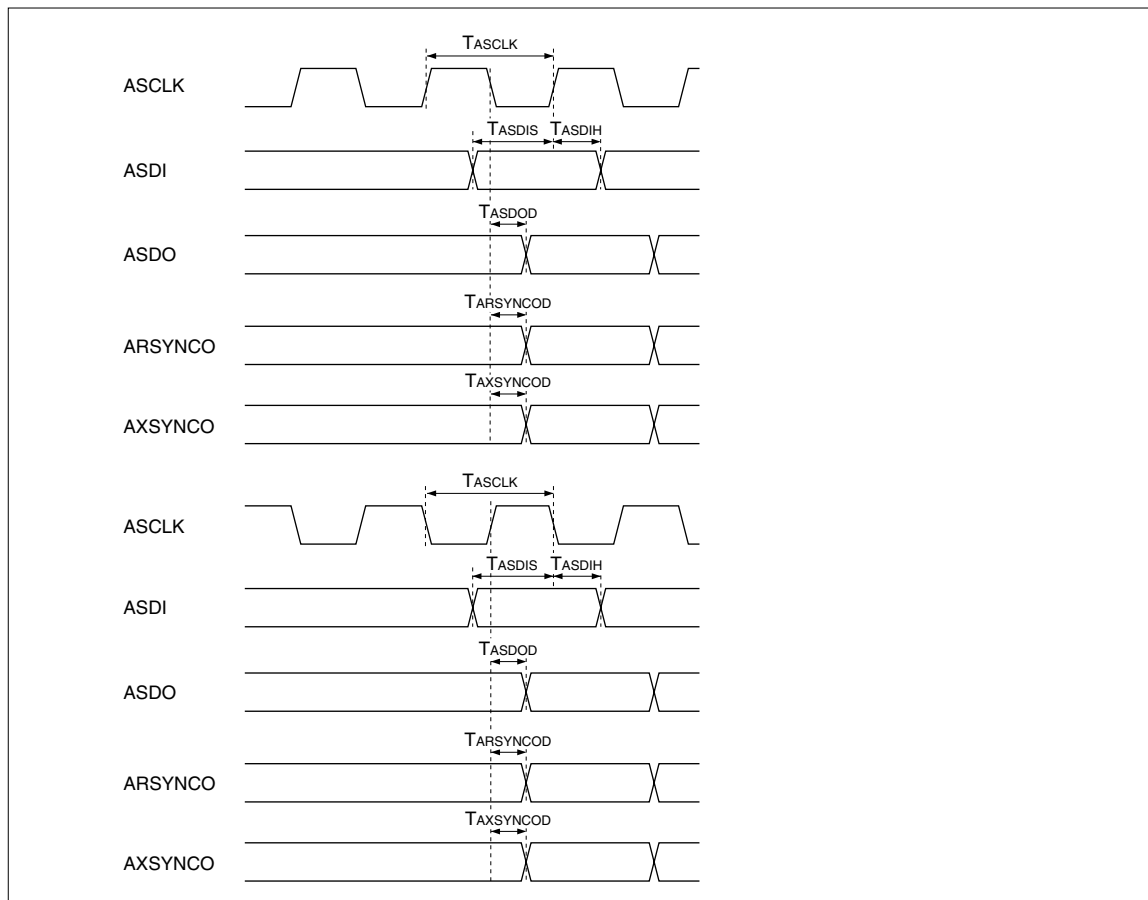 TASCLK
ASCLK
TASDIS TASDIH
ASDI
TASDOD
ASDO
TARSYNCOD
ARSYNCO
TAXSYNCOD
AXSYNCO
TASCLK
ASCLK
TASDIS TASDIH
ASDI
TASDOD
ASDO
TARSYNCOD
ARSYNCO
TAXSYNCOD
AXSYNCO